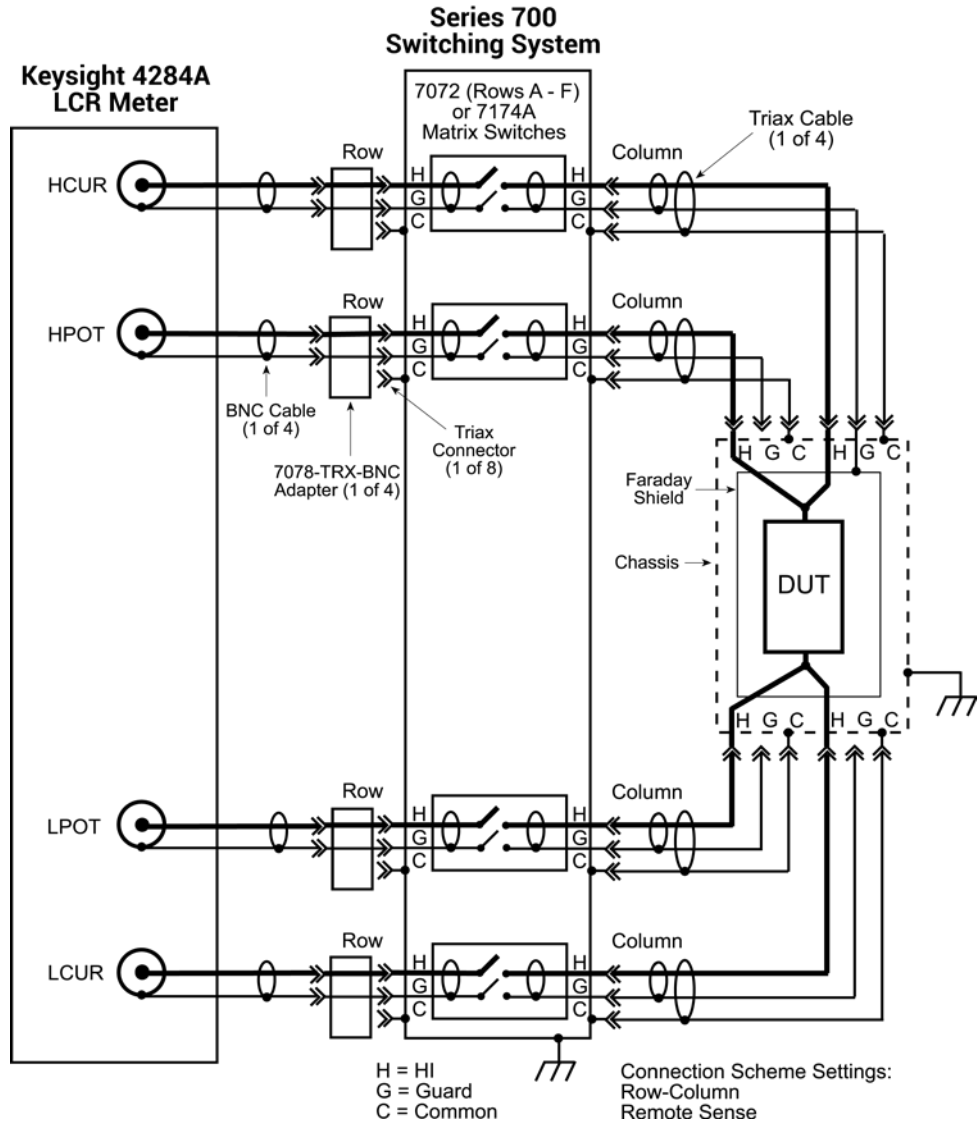 Series 700
Switching System
Keysight 4284A
LCR Meter
7072 (Rows A - F)
or 7174A
Matrix Switches
Triax Cable
(1 of 4)
HCUR
Row
H
G
C
H
G
C
Column
HPOT
Row
H
G
C
H
G
C
Column
BNC Cable
(1 of 4)
7078-TRX-BNC
Adapter (1 of 4)
Triax
Connector
(1 of 8)
H G C H G C
Faraday
Shield
Chassis
DUT
H G C H G C
LPOT
Row
H
G
C
H
G
C
Column
LCUR
Row
H
G
C
H
G
C
Column
H = HI
G = Guard
C = Common
Connection Scheme Settings:
Row-Column
Remote Sense